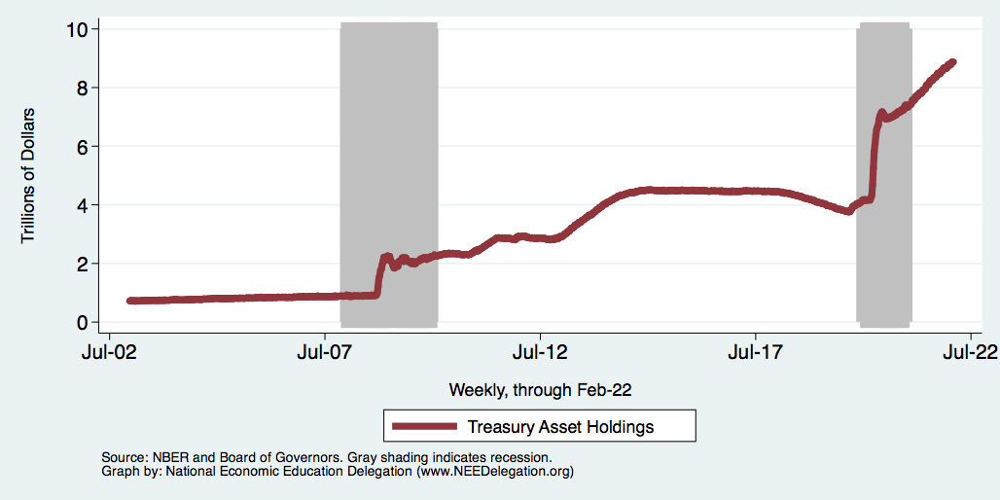 10
8
6
4
2
0
Trillions of Dollars
Jul-02 Jul-07 Jul-12 Jul-17 Jul-22
Weekly, through Feb-22
Treasury Asset Holdings
Source: NBER and Board of Governors. Gray shading indicates recession.
Graph by: National Economic Education Delegation (www.NEEDelegation.org)